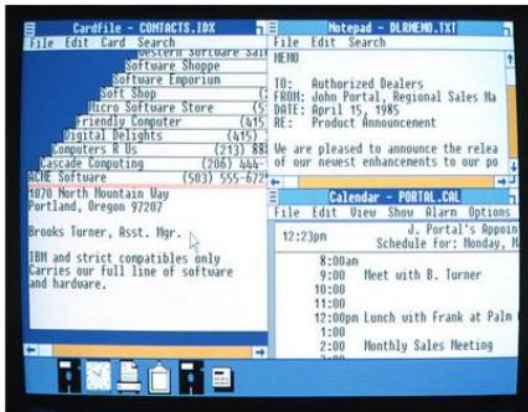 Cardfile - CONTACTS.IDX
File Edit Card Search
Western Software Sale
Software Shoppe
Software Emporium
Soft Shop (
Micro Software Store (5
Friendly Computer (415
Digital Delights (415)
Computers R Us (213) 88
Cascade Computing (206) 444-
ACME Software (503) 555-672
1070 North Mountain Way
Portland, Oregon 97207
Brooks Turner, Asst. Mgr.
IBM and strict compatibles only
Carries our full line of software
and hardware.
Notepad - DLRMEMO.TXT
File Edit Search
MEMO
TO: Authorized Dealers
FROM: John Portal, Regional Sales Ma
DATE: April 15, 1985
RE: Product Announcement
We are pleased to announce the relea
of our newest enhancements to our po
Calendar - PORTAL.CAL
File Edit View Show Alarm Options
12:23pm J. Portal's Appoin
Schedule for: Monday, M
8:00am
9:00 Meet with B. Turner
10:00
11:00
12:00pm Lunch with Frank at Palm
1:00
2:00 Monthly Sales Meeting